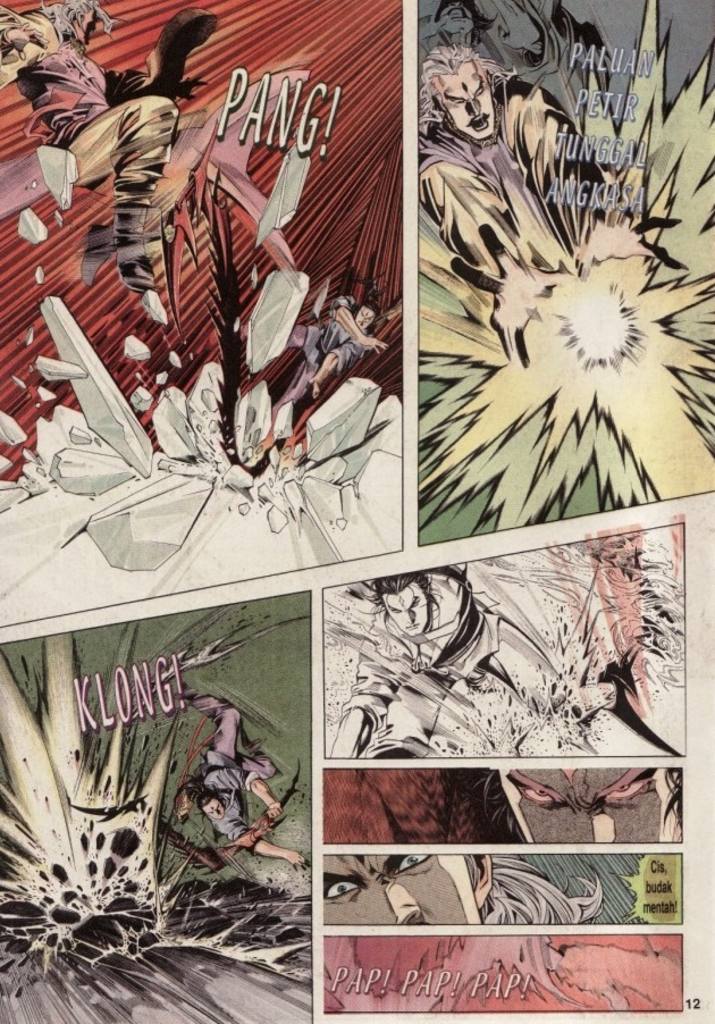 PANG!
PALUAN
PETIR
TUNGGAL
ANGKASA
KLONG!
Cis,
budak
mentah!
PAP! PAP! PAP!
12